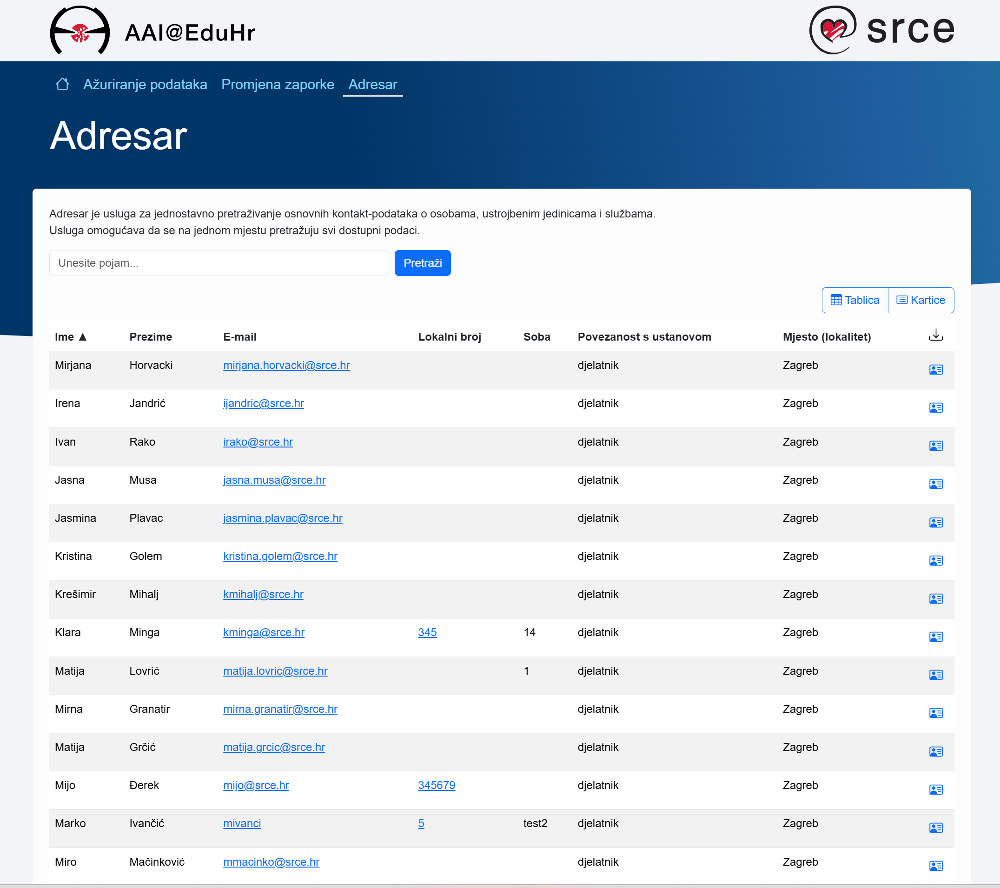 AAI@EduHr
srce
Ažuriranje podataka Promjena zaporke Adresar
Adresar
Adresar je usluga za jednostavno pretraživanje osnovnih kontakt-podataka o osobama, ustrojbenim jedinicama i službama.
Usluga omogućava da se na jednom mjestu pretražuju svi dostupni podaci.
Unesite pojam... Pretraži
Tablica Kartice
Ime ▲ Prezime E-mail Lokalni broj Soba Povezanost s ustanovom Mjesto (lokalitet)
Mirjana Horvacki mirjana.horvacki@srce.hr djelatnik Zagreb
Irena Jandrić ijandric@srce.hr djelatnik Zagreb
Ivan Rako irako@srce.hr djelatnik Zagreb
Jasna Musa jasna.musa@srce.hr djelatnik Zagreb
Jasmina Plavac jasmina.plavac@srce.hr djelatnik Zagreb
Kristina Golem kristina.golem@srce.hr djelatnik Zagreb
Krešimir Mihalj kmihalj@srce.hr djelatnik Zagreb
Klara Minga kminga@srce.hr 345 14 djelatnik Zagreb
Matija Lovrić matija.lovric@srce.hr 1 djelatnik Zagreb
Mirna Granatir mirna.granatir@srce.hr djelatnik Zagreb
Matija Grčić matija.grcic@srce.hr djelatnik Zagreb
Mijo Đerek mijo@srce.hr 345679 djelatnik Zagreb
Marko Ivančić mivanci 5 test2 djelatnik Zagreb
Miro Mačinković mmacinko@srce.hr djelatnik Zagreb